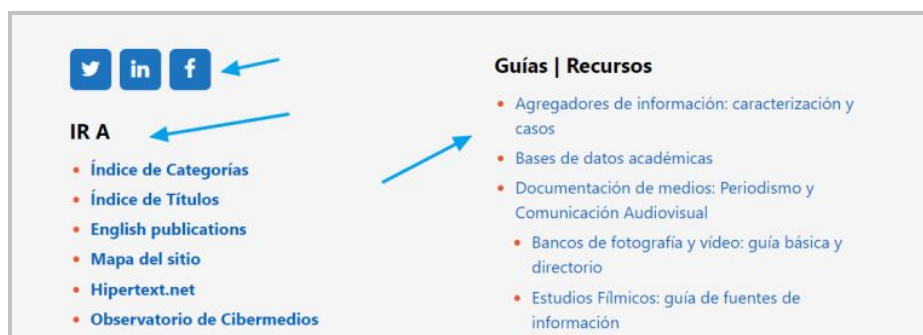 in
f
IR A
Índice de Categorías
Índice de Títulos
English publications
Mapa del sitio
Hipertext.net
Observatorio de Cibermedios
Guías | Recursos
Agregadores de información: caracterización y
casos
Bases de datos académicas
Documentación de medios: Periodismo y
Comunicación Audiovisual
Bancos de fotografía y vídeo: guía básica y
directorio
Estudios Fílmicos: guía de fuentes de
información